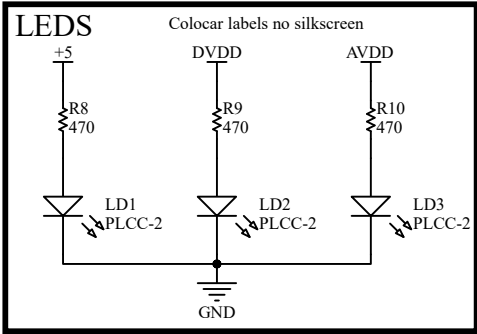 LEDS
Colocar labels no silkscreen
+5
DVDD
AVDD
R8
470
R9
470
R10
470
LD1
PLCC-2
LD2
PLCC-2
LD3
PLCC-2
GND